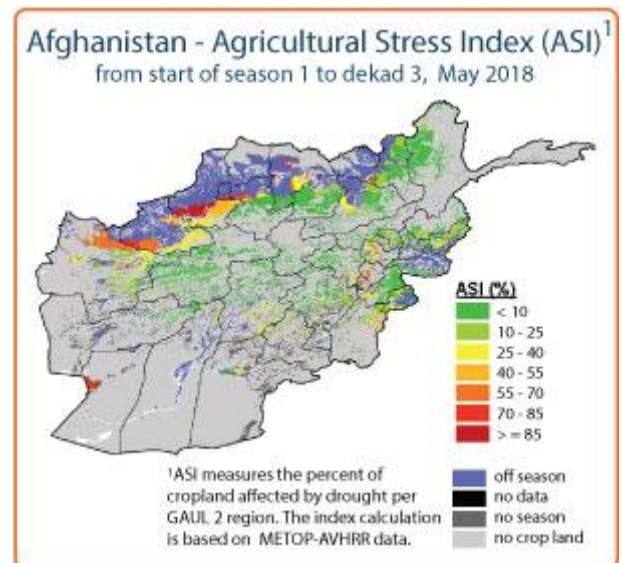 Afghanistan - Agricultural Stress Index (ASI)¹
from start of season 1 to dekad 3, May 2018
ASI (%)
< 10
10 - 25
25 - 40
40 - 55
55 - 70
70 - 85
> = 85
¹ASI measures the percent of
cropland affected by drought per
GAUL 2 region. The index calculation
is based on METOP-AVHRR data.
off season
no data
no season
no crop land